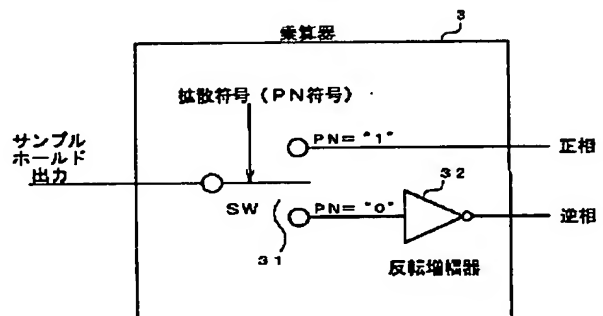 乗算器
3
拡散符号（PN符号）
サンプル
ホールド
出力
PN="1"
正相
SW
PN="0"
32
逆相
31
反転増幅器